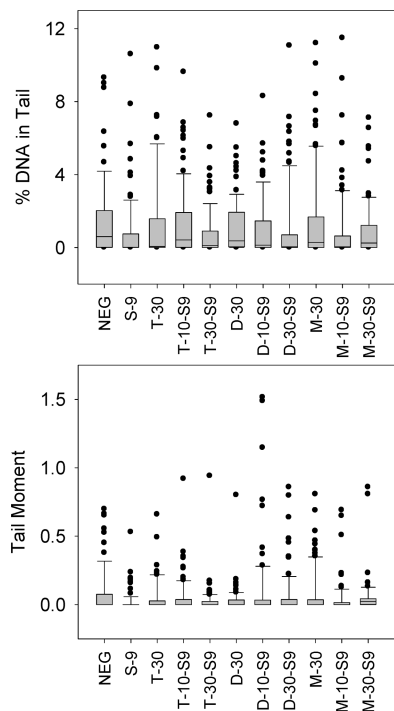 % DNA in Tail
12
8
4
0
NEG
S-9
T-30
T-10-S9
T-30-S9
D-30
D-10-S9
D-30-S9
M-30
M-10-S9
M-30-S9
Tail Moment
1.5
1.0
0.5
0.0
NEG
S-9
T-30
T-10-S9
T-30-S9
D-30
D-10-S9
D-30-S9
M-30
M-10-S9
M-30-S9